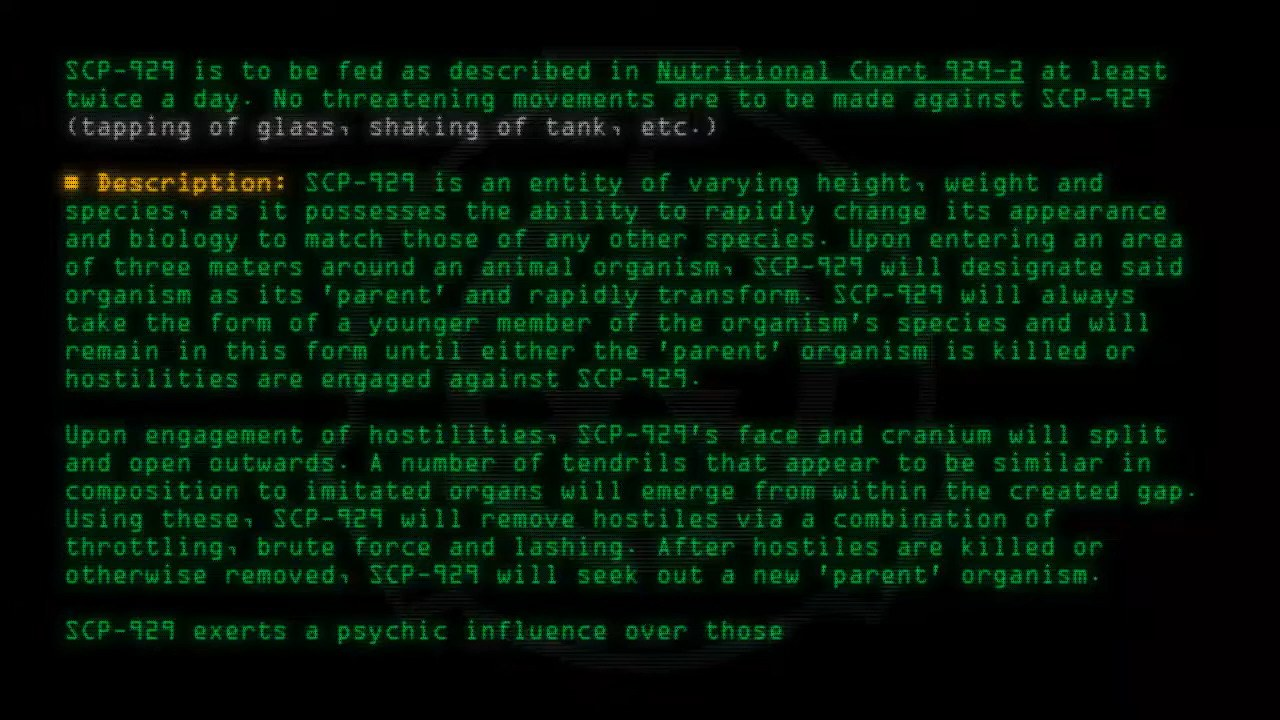 SCP-929 is to be fed as described in Nutritional Chart 929-2 at least
twice a day. No threatening movements are to be made against SCP-929
(tapping of glass, shaking of tank, etc.)
■ Description: SCP-929 is an entity of varying height, weight and
species, as it possesses the ability to rapidly change its appearance
and biology to match those of any other species. Upon entering an area
of three meters around an animal organism, SCP-929 will designate said
organism as its 'parent' and rapidly transform. SCP-929 will always
take the form of a younger member of the organism's species and will
remain in this form until either the 'parent' organism is killed or
hostilities are engaged against SCP-929.
Upon engagement of hostilities, SCP-929's face and cranium will split
and open outwards. A number of tendrils that appear to be similar in
composition to imitated organs will emerge from within the created gap.
Using these, SCP-929 will remove hostiles via a combination of
throttling, brute force and lashing. After hostiles are killed or
otherwise removed, SCP-929 will seek out a new 'parent' organism.
SCP-929 exerts a psychic influence over those